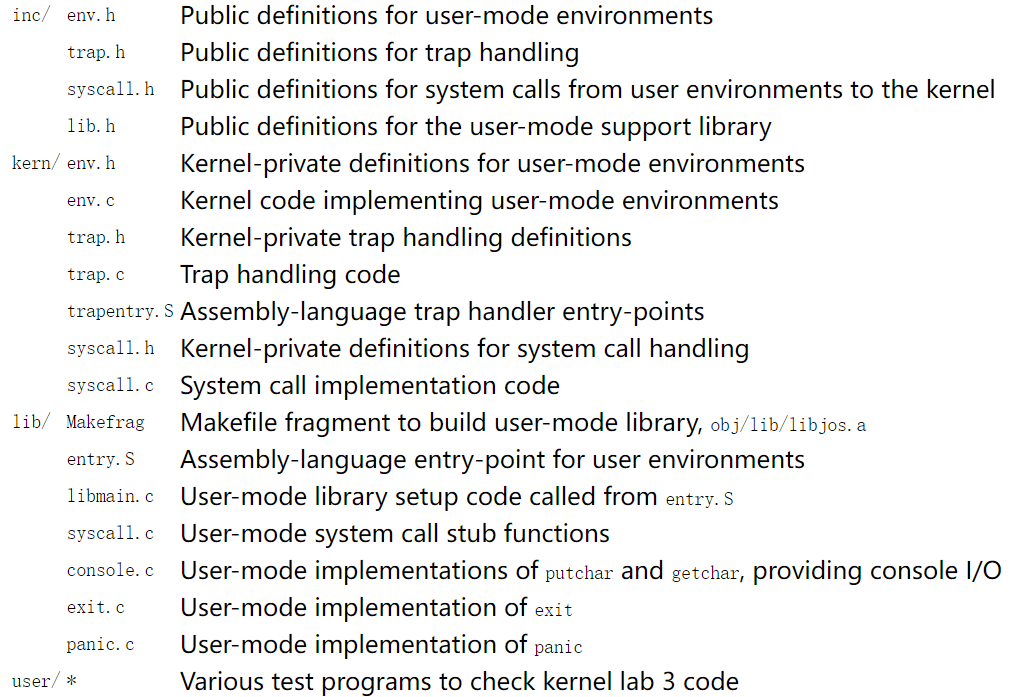 inc/ env.h Public definitions for user-mode environments
trap.h Public definitions for trap handling
syscall.h Public definitions for system calls from user environments to the kernel
lib.h Public definitions for the user-mode support library
kern/ env.h Kernel-private definitions for user-mode environments
env.c Kernel code implementing user-mode environments
trap.h Kernel-private trap handling definitions
trap.c Trap handling code
trapentry.S Assembly-language trap handler entry-points
syscall.h Kernel-private definitions for system call handling
syscall.c System call implementation code
lib/ Makefrag Makefile fragment to build user-mode library, obj/lib/libjos.a
entry.S Assembly-language entry-point for user environments
libmain.c User-mode library setup code called from entry.S
syscall.c User-mode system call stub functions
console.c User-mode implementations of putchar and getchar, providing console I/O
exit.c User-mode implementation of exit
panic.c User-mode implementation of panic
user/ * Various test programs to check kernel lab 3 code